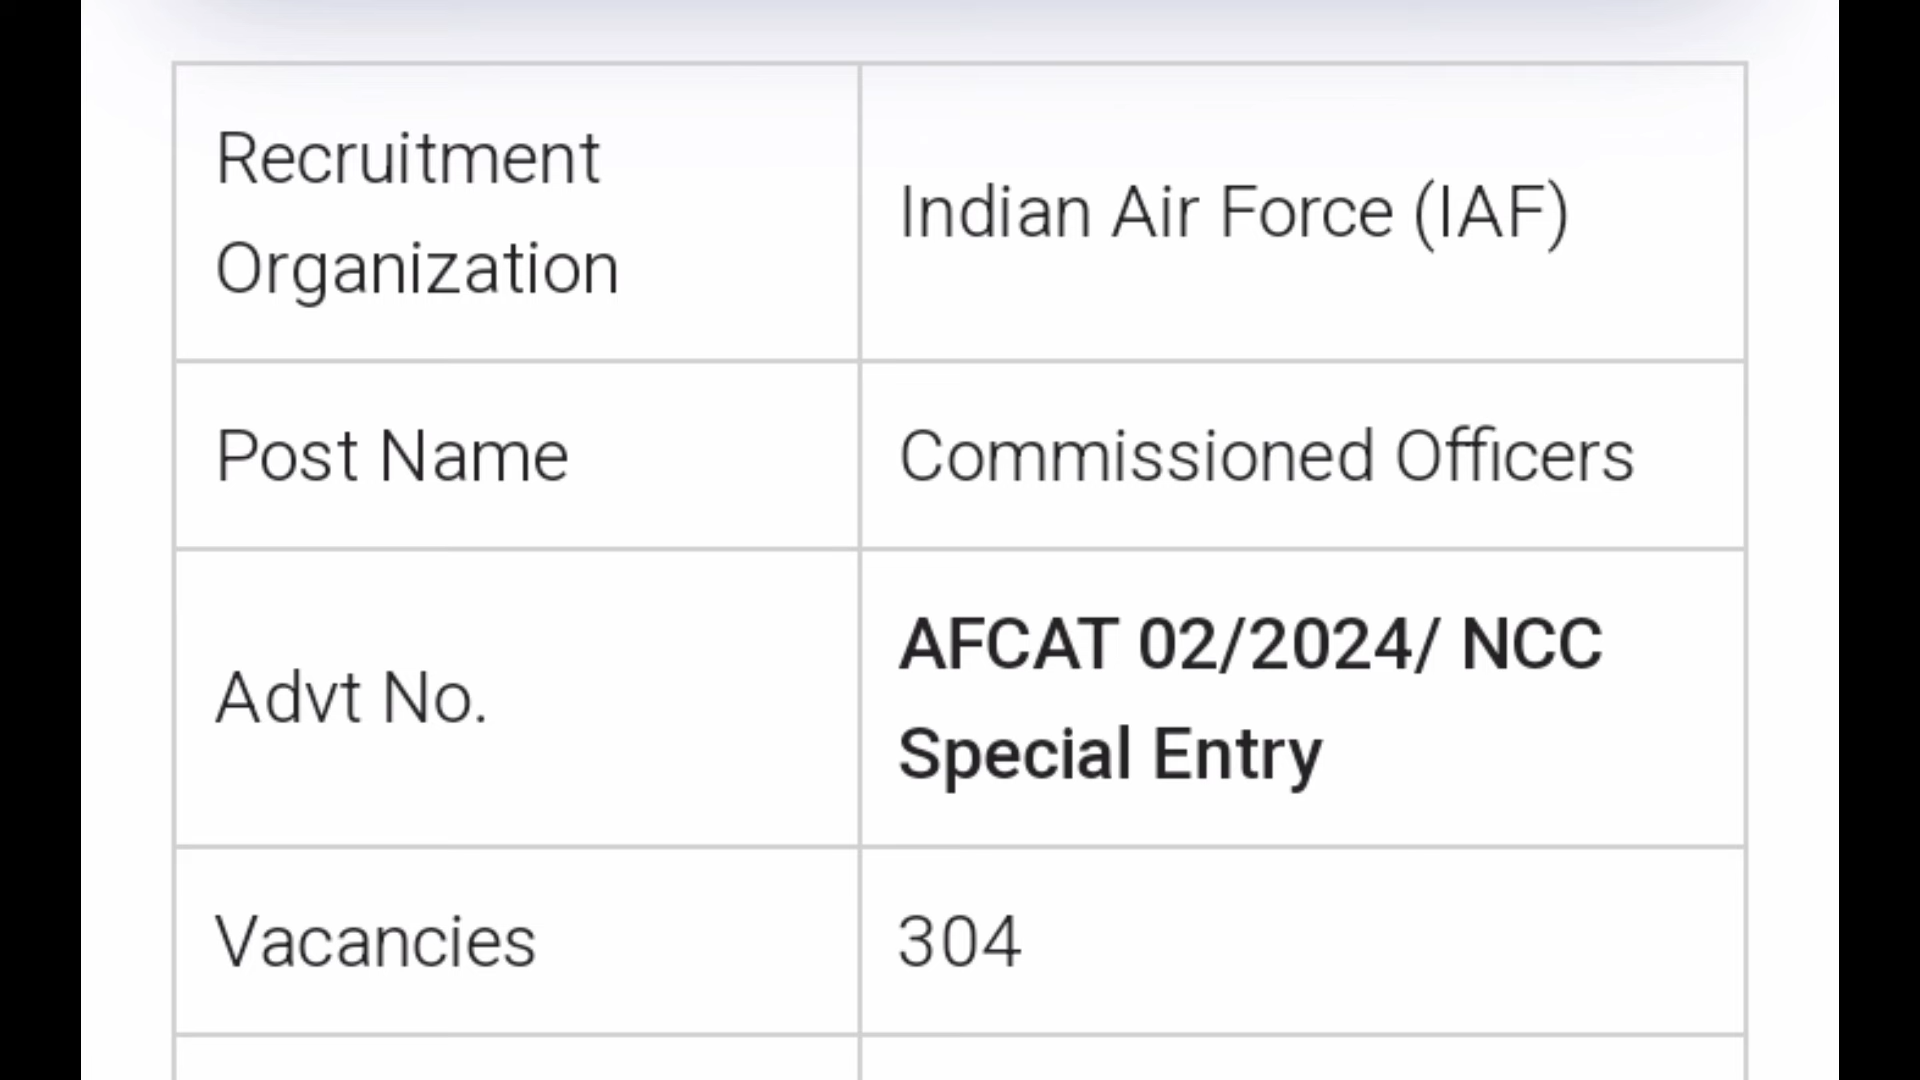 Recruitment
Organization
Indian Air Force (IAF)
Post Name
Commissioned Officers
Advt No.
AFCAT 02/2024/ NCC
Special Entry
Vacancies
304